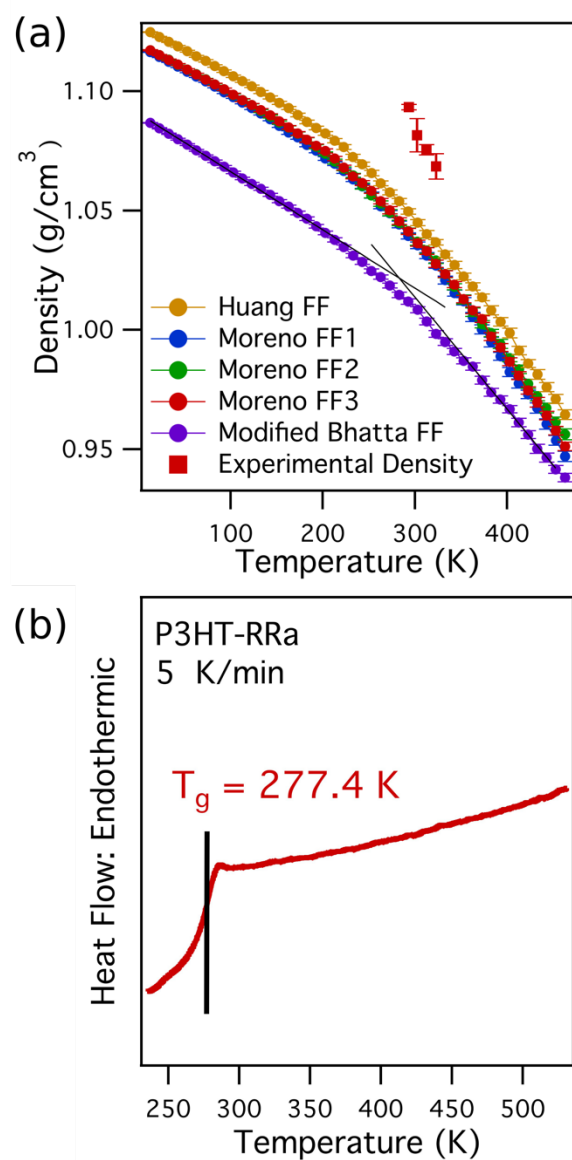 (a)
Density (g/cm³)
1.10
1.05
1.00
0.95
Huang FF
Moreno FF1
Moreno FF2
Moreno FF3
Modified Bhatta FF
Experimental Density
100 200 300 400
Temperature (K)
(b)
Heat Flow: Endothermic
P3HT-RRa
5 K/min
Tg = 277.4 K
250 300 350 400 450 500
Temperature (K)